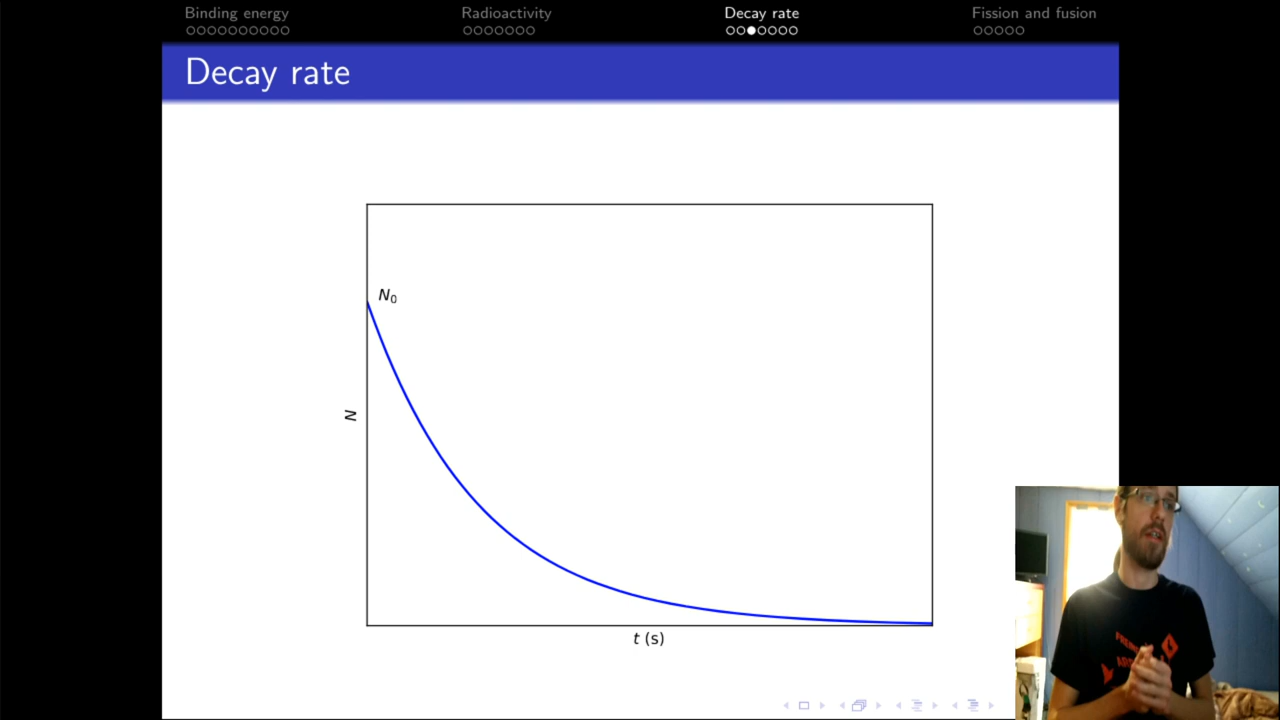 Binding energy
Radioactivity
Decay rate
Fission and fusion
Decay rate
N₀
N
t (s)